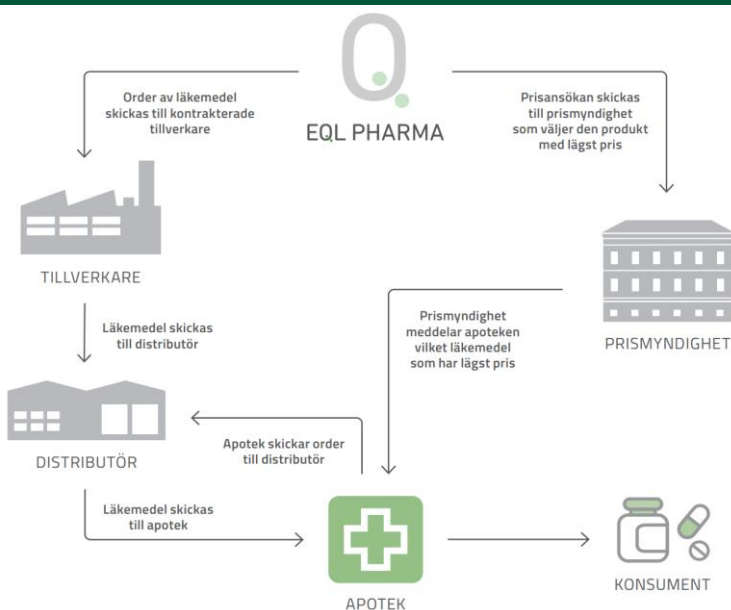 EQL PHARMA
Order av läkemedel
skickas till kontrakterade
tillverkare
Prisansökan skickas
till prismyndighet
som väljer den produkt
med lägst pris
TILLVERKARE
PRISMYNDIGHET
Läkemedel skickas
till distributör
Prismyndighet
meddelar apoteken
vilket läkemedel
som har lägst pris
DISTRIBUTÖR
Apotek skickar order
till distributör
Läkemedel skickas
till apotek
APOTEK
KONSUMENT